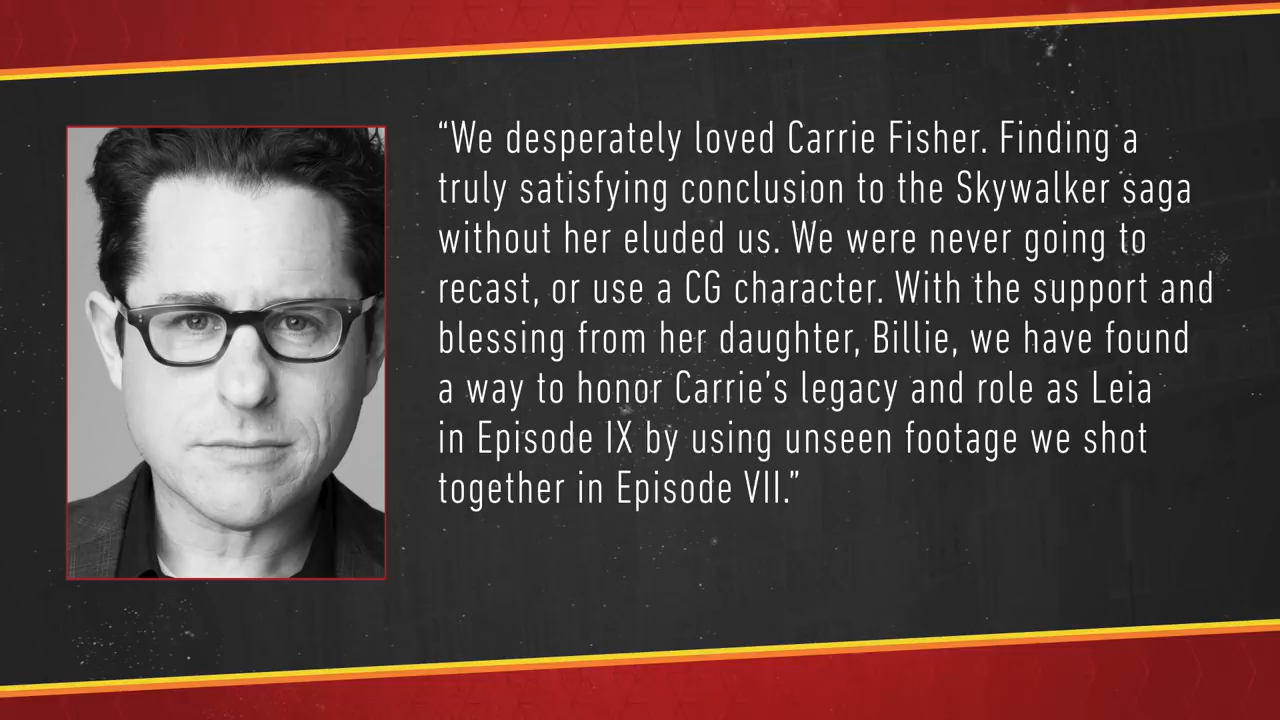 “We desperately loved Carrie Fisher. Finding a
truly satisfying conclusion to the Skywalker saga
without her eluded us. We were never going to
recast, or use a CG character. With the support and
blessing from her daughter, Billie, we have found
a way to honor Carrie’s legacy and role as Leia
in Episode IX by using unseen footage we shot
together in Episode VII.”